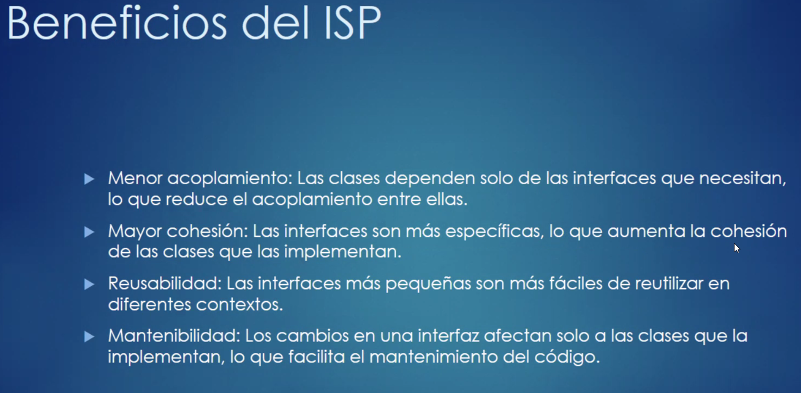 Beneficios del ISP
Menor acoplamiento: Las clases dependen solo de las interfaces que necesitan,
lo que reduce el acoplamiento entre ellas.
Mayor cohesión: Las interfaces son más específicas, lo que aumenta la cohesión
de las clases que las implementan.
Reusabilidad: Las interfaces más pequeñas son más fáciles de reutilizar en
diferentes contextos.
Mantenibilidad: Los cambios en una interfaz afectan solo a las clases que la
implementan, lo que facilita el mantenimiento del código.